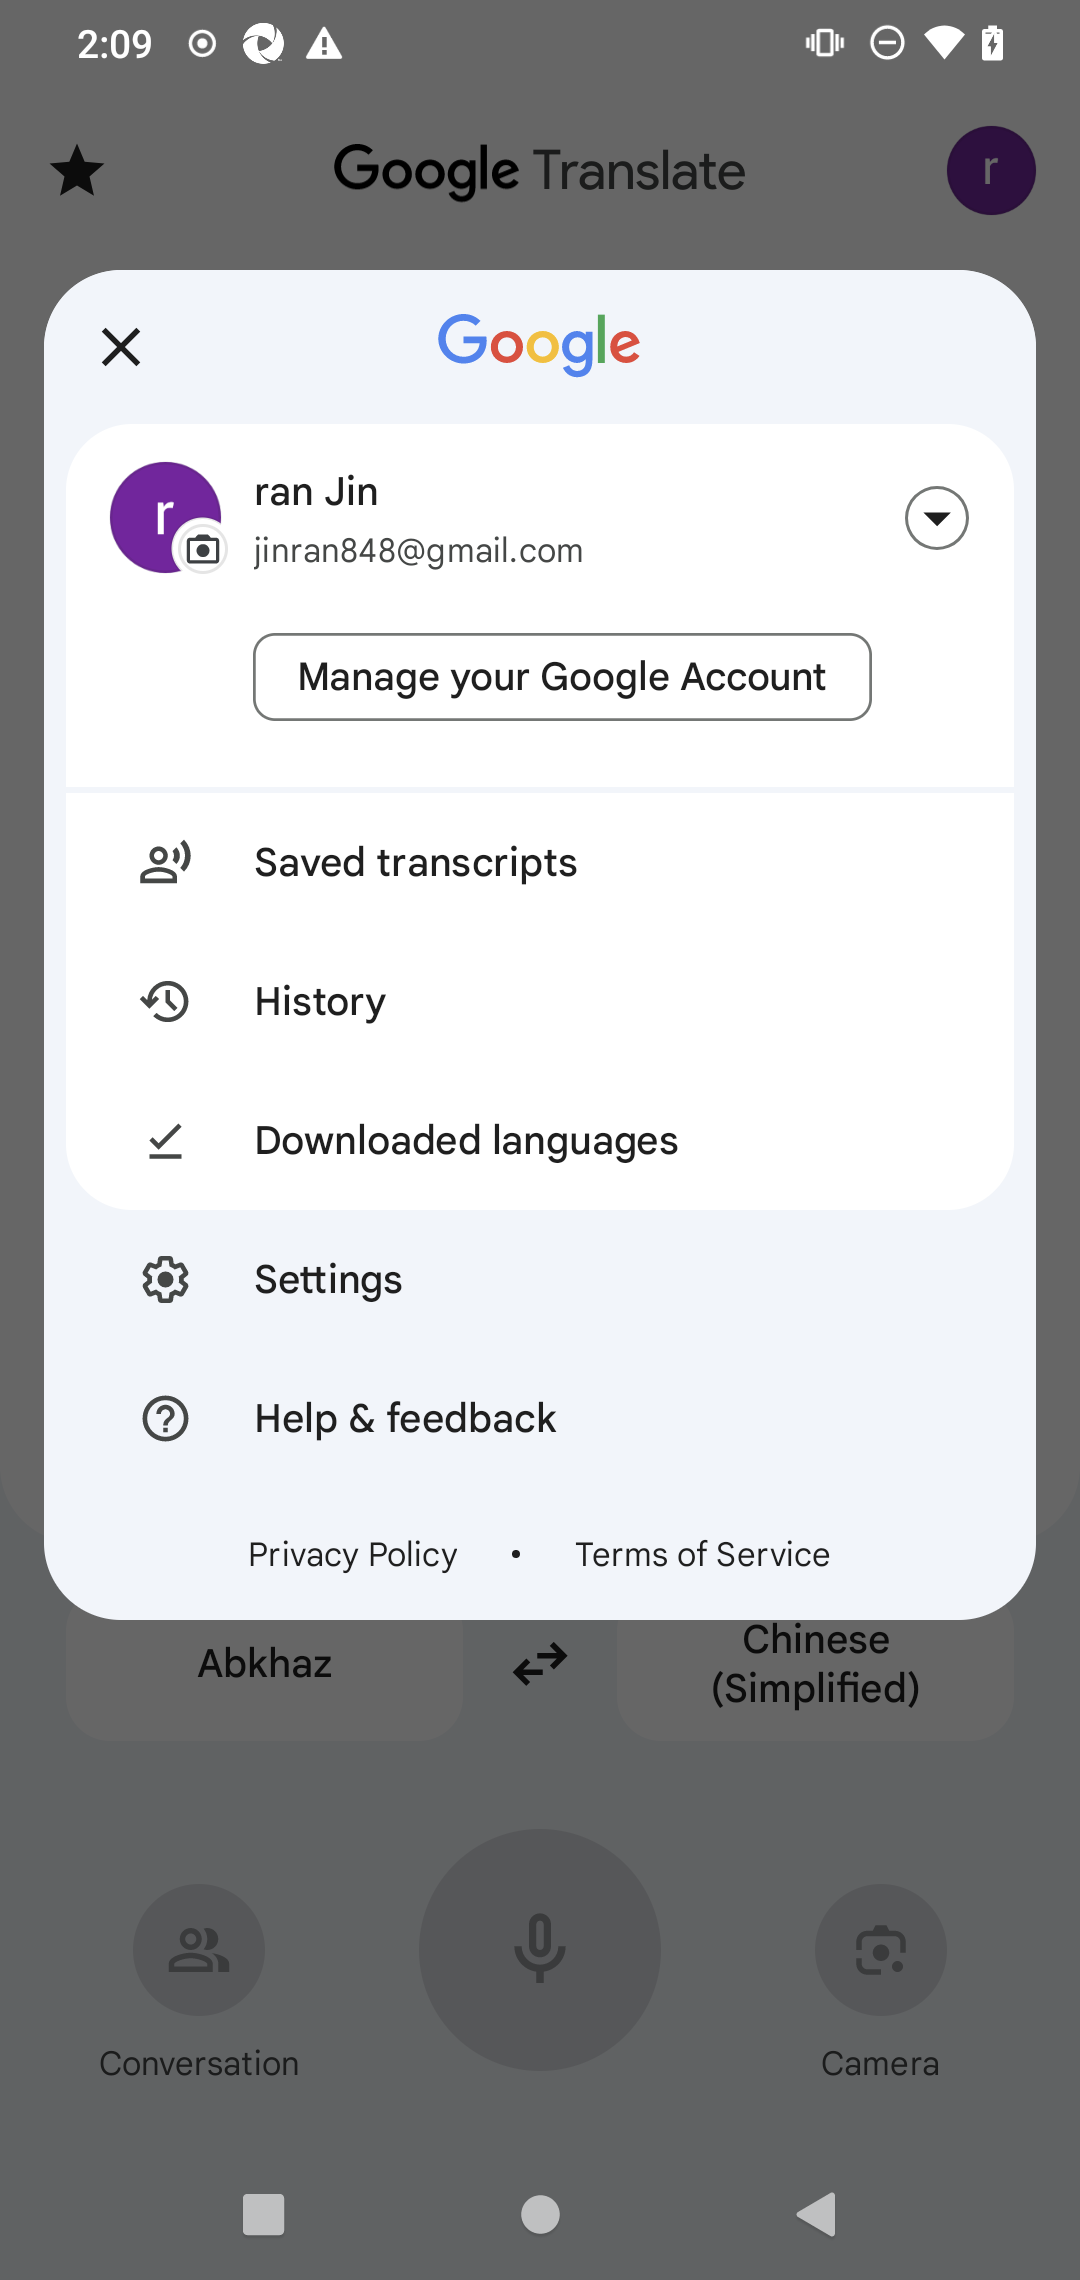 2:09
Google Translate
r
Google
r
ran Jin
jinran848@gmail.com
Manage your Google Account
Saved transcripts
History
Downloaded languages
Settings
Help & feedback
Privacy Policy • Terms of Service
Abkhaz
Chinese
(Simplified)
Conversation
Camera